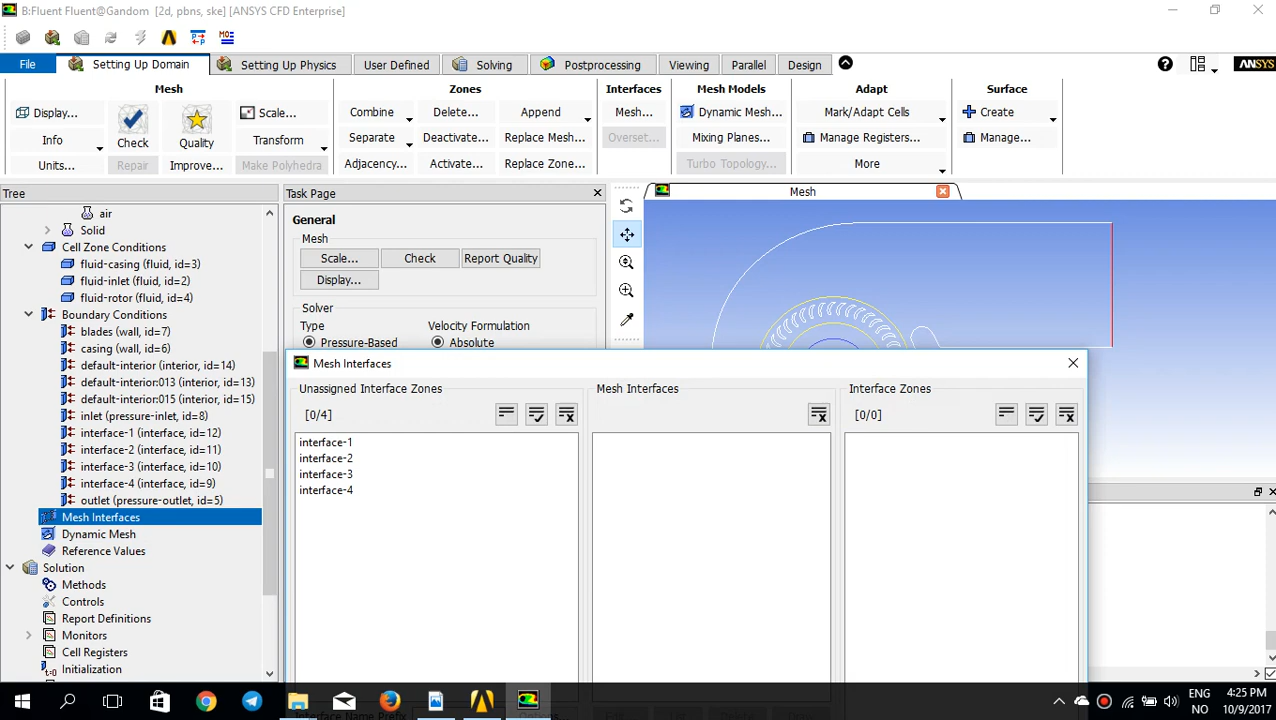 B:Fluent Fluent@Gandom [2d, pbns, ske] [ANSYS CFD Enterprise]
File
Setting Up Domain
Setting Up Physics
User Defined
Solving
Postprocessing
Viewing
Parallel
Design
ANSYS
Mesh
Zones
Interfaces
Mesh Models
Adapt
Surface
Display...
Info
Units...
Check
Repair
Quality
Improve...
Scale...
Transform
Make Polyhedra
Combine
Separate
Adjacency...
Delete...
Deactivate...
Activate...
Append
Replace Mesh...
Replace Zone...
Mesh...
Overset...
Dynamic Mesh...
Mixing Planes...
Turbo Topology...
Mark/Adapt Cells
Manage Registers...
More
Create
Manage...
Tree
air
Solid
Cell Zone Conditions
fluid-casing (fluid, id=3)
fluid-inlet (fluid, id=2)
fluid-rotor (fluid, id=4)
Boundary Conditions
blades (wall, id=7)
casing (wall, id=6)
default-interior (interior, id=14)
default-interior:013 (interior, id=13)
default-interior:015 (interior, id=15)
inlet (pressure-inlet, id=8)
interface-1 (interface, id=12)
interface-2 (interface, id=11)
interface-3 (interface, id=10)
interface-4 (interface, id=9)
outlet (pressure-outlet, id=5)
Mesh Interfaces
Dynamic Mesh
Reference Values
Solution
Methods
Controls
Report Definitions
Monitors
Cell Registers
Initialization
Task Page
General
Mesh
Scale...
Check
Report Quality
Display...
Solver
Type
Velocity Formulation
Pressure-Based
Absolute
Mesh
Mesh Interfaces
Unassigned Interface Zones
[0/4]
interface-1
interface-2
interface-3
interface-4
Mesh Interfaces
Interface Zones
[0/0]
Interface Name Prefix
ENG
NO
10/9/2017